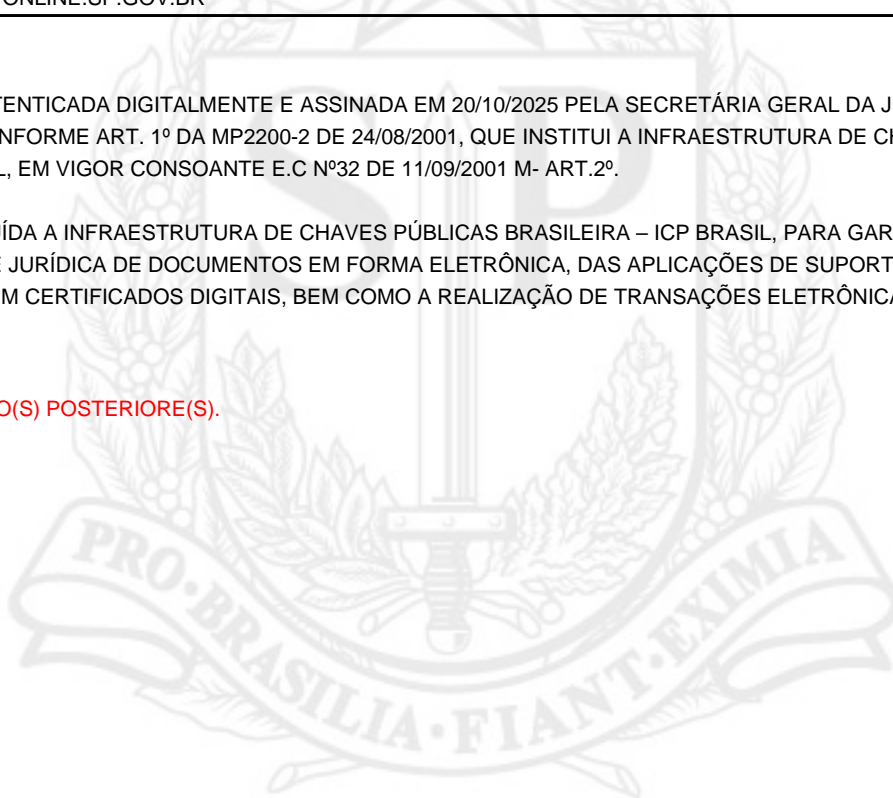 ONLINE.SP.GOV.BR
TENTICADA DIGITALMENTE E ASSINADA EM 20/10/2025 PELA SECRETÁRIA GERAL DA J
NFORME ART. 1º DA MP2200-2 DE 24/08/2001, QUE INSTITUI A INFRAESTRUTURA DE CH
L, EM VIGOR CONSOANTE E.C Nº32 DE 11/09/2001 M- ART.2º.
ÍDA A INFRAESTRUTURA DE CHAVES PÚBLICAS BRASILEIRA – ICP BRASIL, PARA GAR
E JURÍDICA DE DOCUMENTOS EM FORMA ELETRÔNICA, DAS APLICAÇÕES DE SUPORT
M CERTIFICADOS DIGITAIS, BEM COMO A REALIZAÇÃO DE TRANSAÇÕES ELETRÔNICA
O(S) POSTERIORE(S).
SP
PRO·BRASILIA·FIANT·EXIMIA